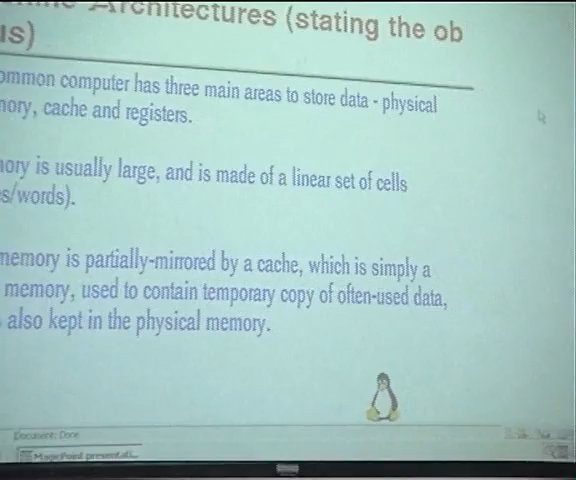 Architectures (stating the ob
us)
ommon computer has three main areas to store data - physical
nory, cache and registers.
nory is usually large, and is made of a linear set of cells
s/words).
memory is partially-mirrored by a cache, which is simply a
memory, used to contain temporary copy of often-used data,
also kept in the physical memory.
Document: Done
MagicPoint presentati...